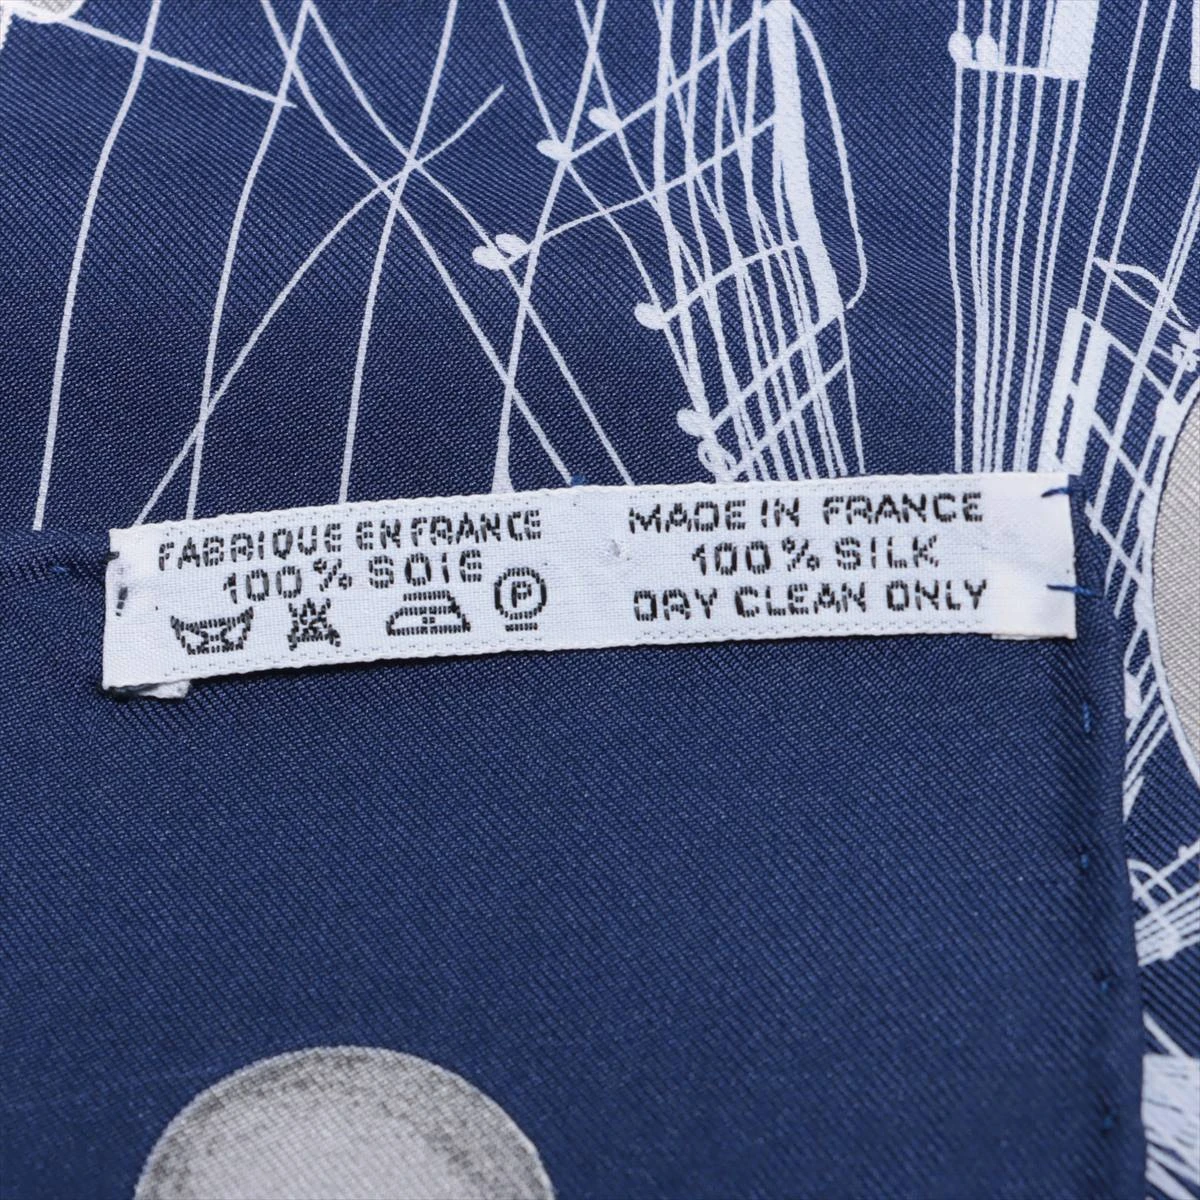 FABRIQUE EN FRANCE
100% SOIE
P
MADE IN FRANCE
100% SILK
DRY CLEAN ONLY